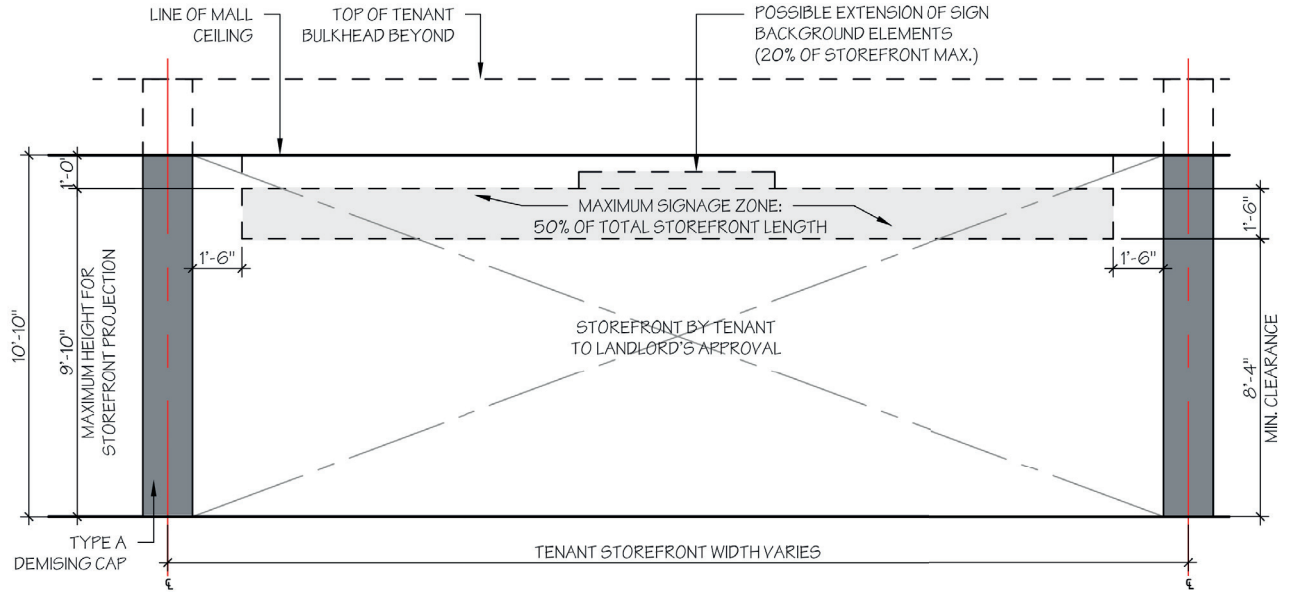 LINE OF MALL
CEILING
TOP OF TENANT
BULKHEAD BEYOND
POSSIBLE EXTENSION OF SIGN
BACKGROUND ELEMENTS
(20% OF STOREFRONT MAX.)
1'-0"
MAXIMUM SIGNAGE ZONE:
50% OF TOTAL STOREFRONT LENGTH
1'-6"
1'-6"
1'-6"
10'-10"
9'-10"
MAXIMUM HEIGHT FOR
STOREFRONT PROJECTION
STOREFRONT BY TENANT
TO LANDLORD'S APPROVAL
8'-4"
MIN. CLEARANCE
TYPE A
DEMISING CAP
TENANT STOREFRONT WIDTH VARIES
℄
℄